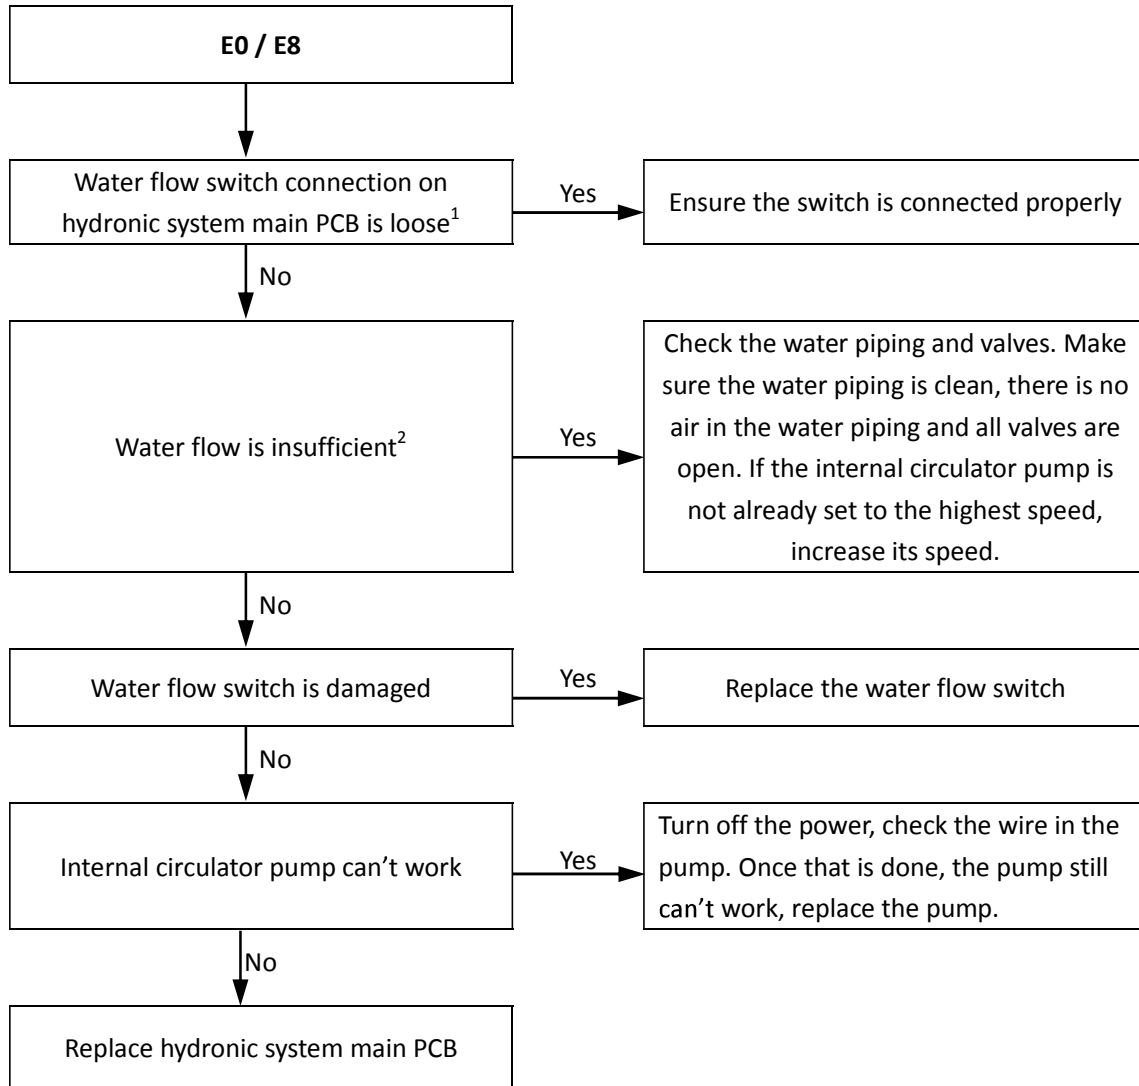 E0 / E8
Water flow switch connection on
hydronic system main PCB is loose1
Yes
Ensure the switch is connected properly
No
Water flow is insufficient2
Yes
Check the water piping and valves. Make
sure the water piping is clean, there is no
air in the water piping and all valves are
open. If the internal circulator pump is
not already set to the highest speed,
increase its speed.
No
Water flow switch is damaged
Yes
Replace the water flow switch
No
Internal circulator pump can’t work
Yes
Turn off the power, check the wire in the
pump. Once that is done, the pump still
can’t work, replace the pump.
No
Replace hydronic system main PCB